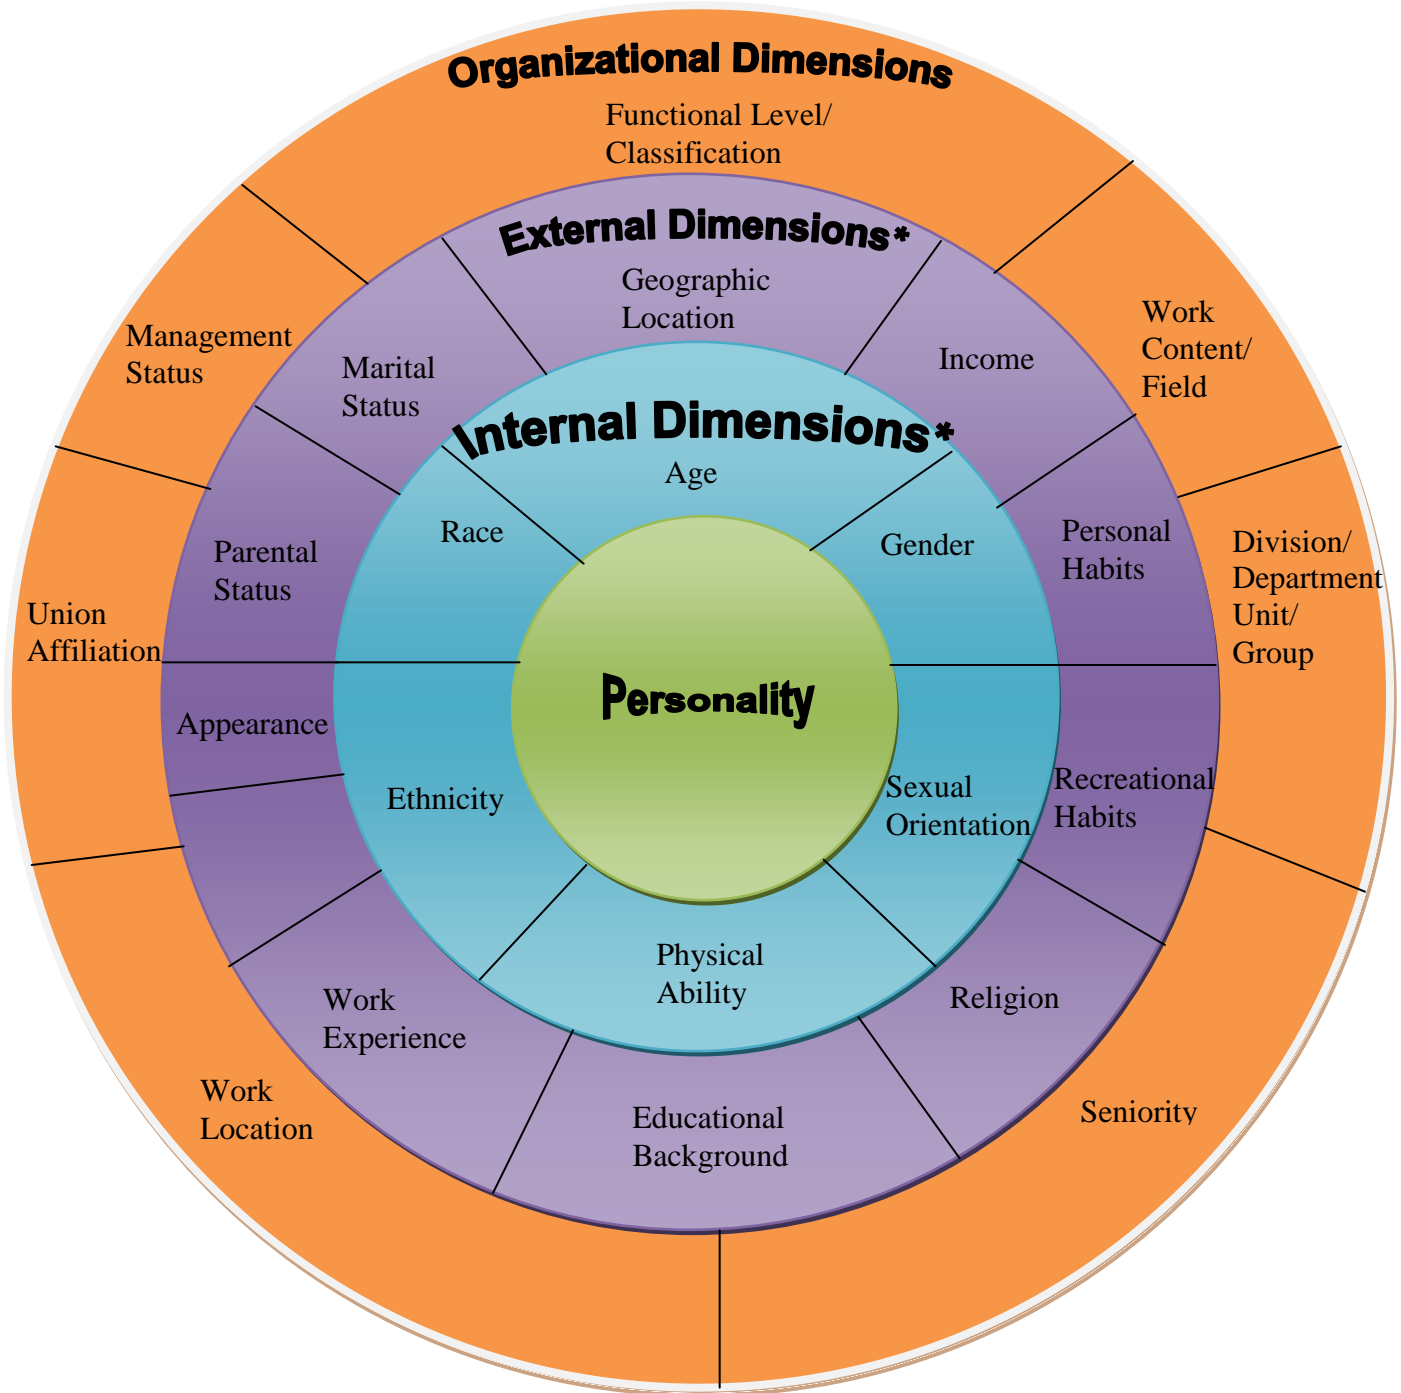 Organizational Dimensions
Functional Level/
Classification
External Dimensions*
Geographic
Location
Management
Status
Marital
Status
Income
Work
Content/
Field
Internal Dimensions*
Age
Race
Gender
Parental
Status
Personal
Habits
Division/
Department
Unit/
Group
Union
Affiliation
Personality
Appearance
Ethnicity
Sexual
Orientation
Recreational
Habits
Physical
Ability
Religion
Work
Experience
Work
Location
Educational
Background
Seniority